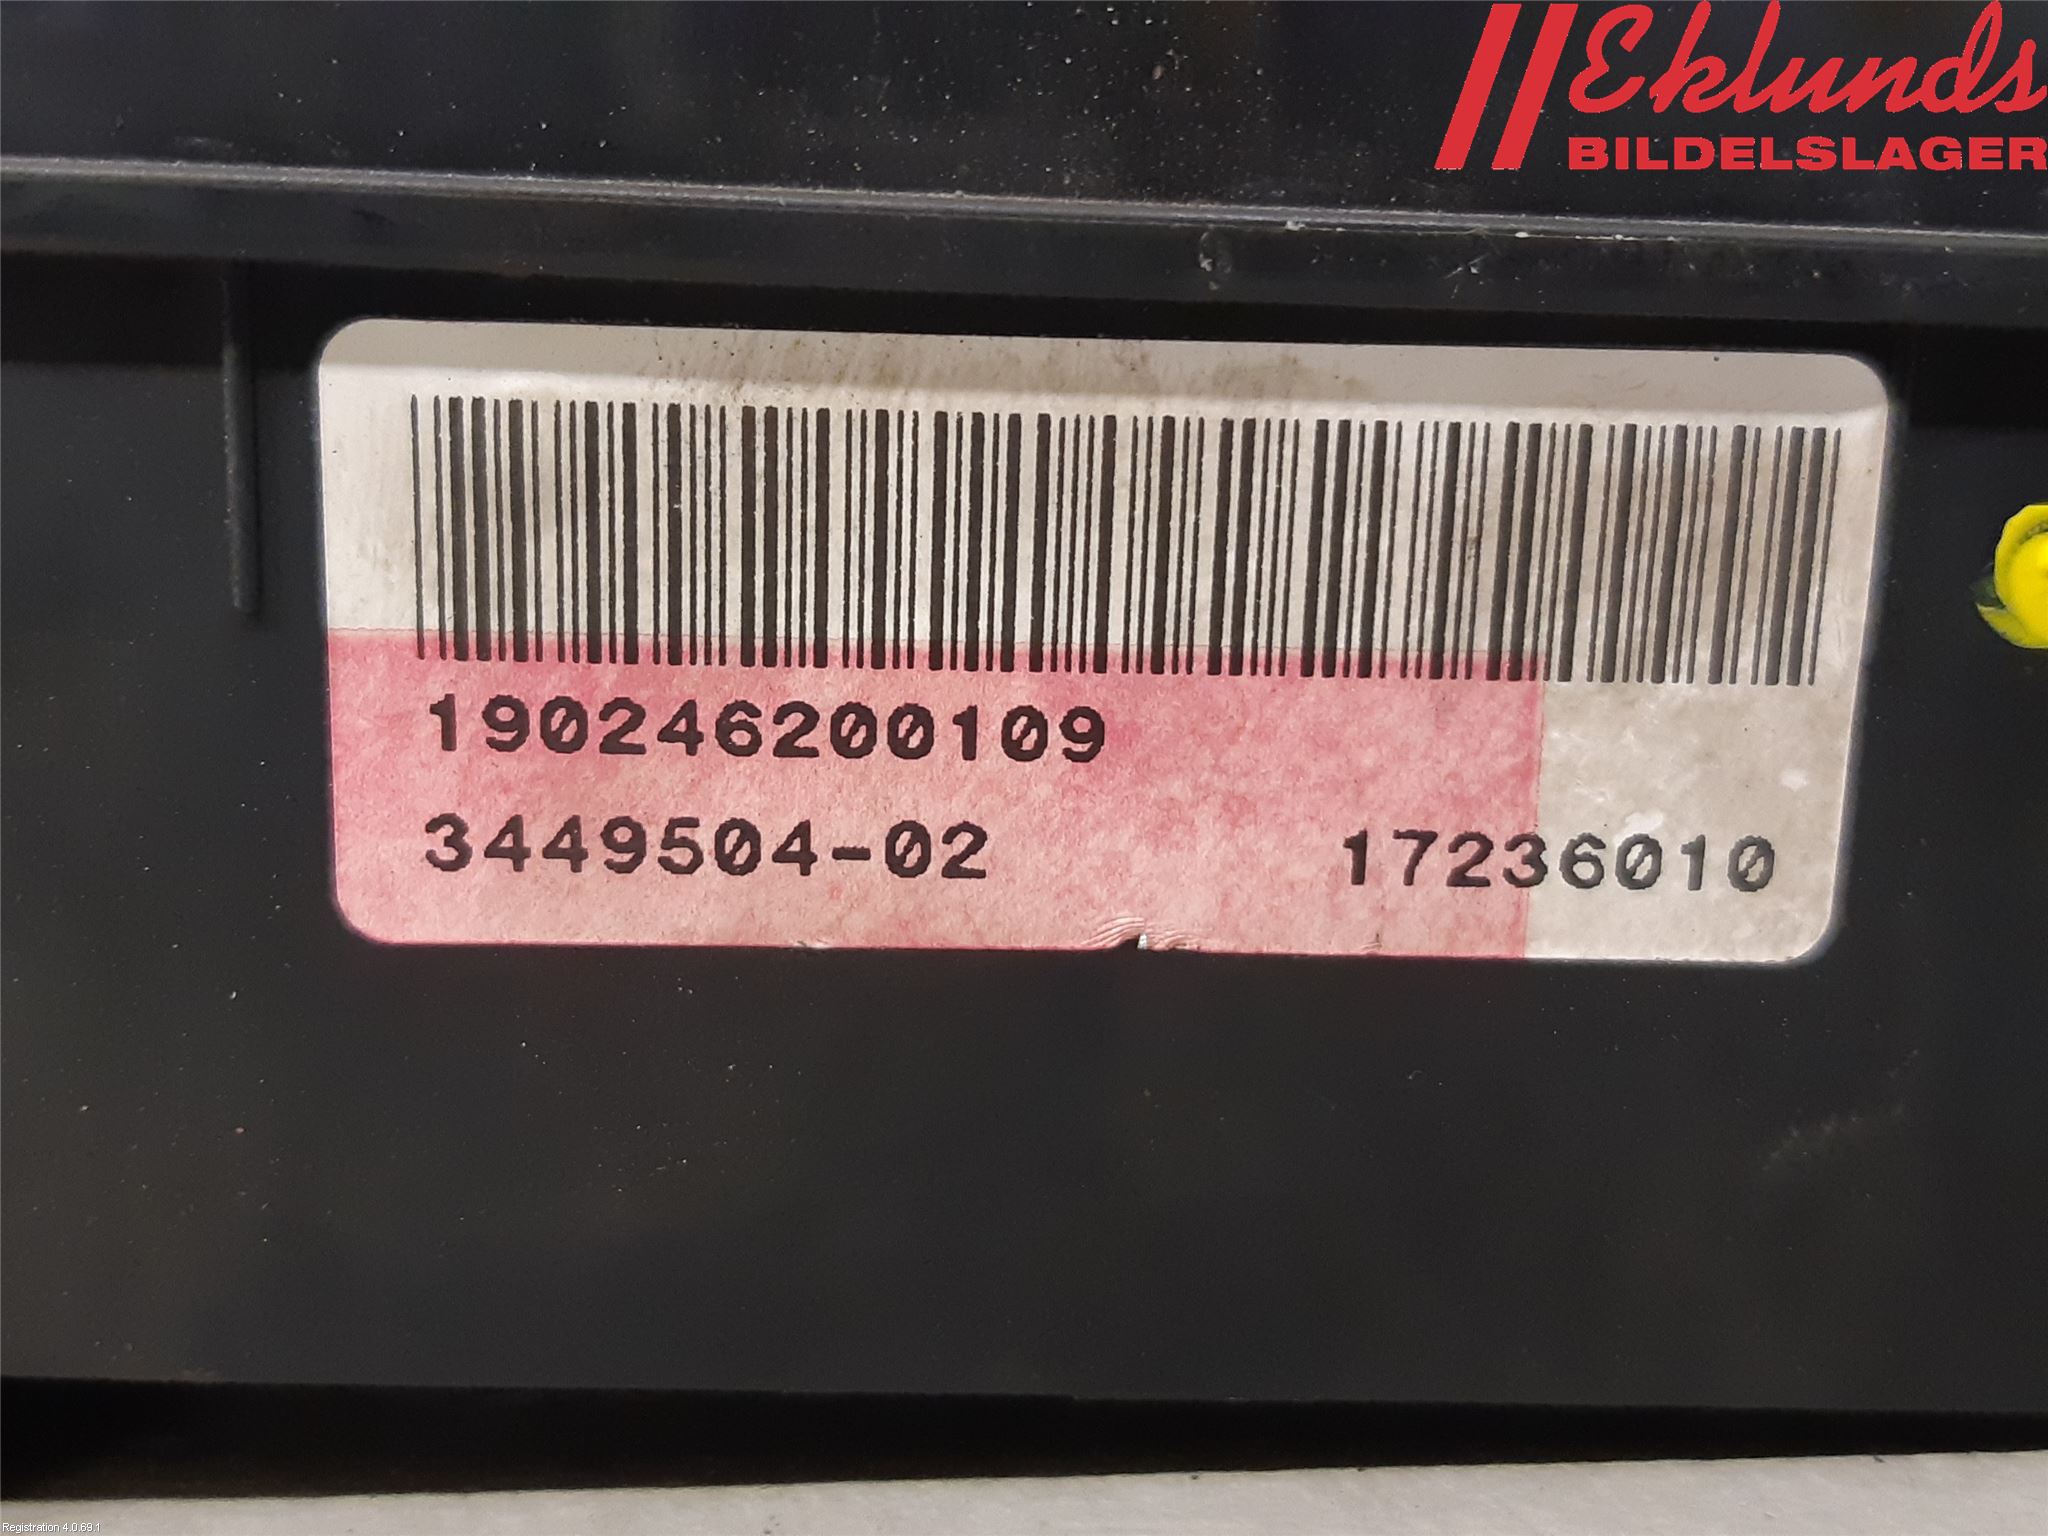 Eklunds
BILDELSLAGER
190246200109
3449504-02 17236010
Registration 4.0.69.1